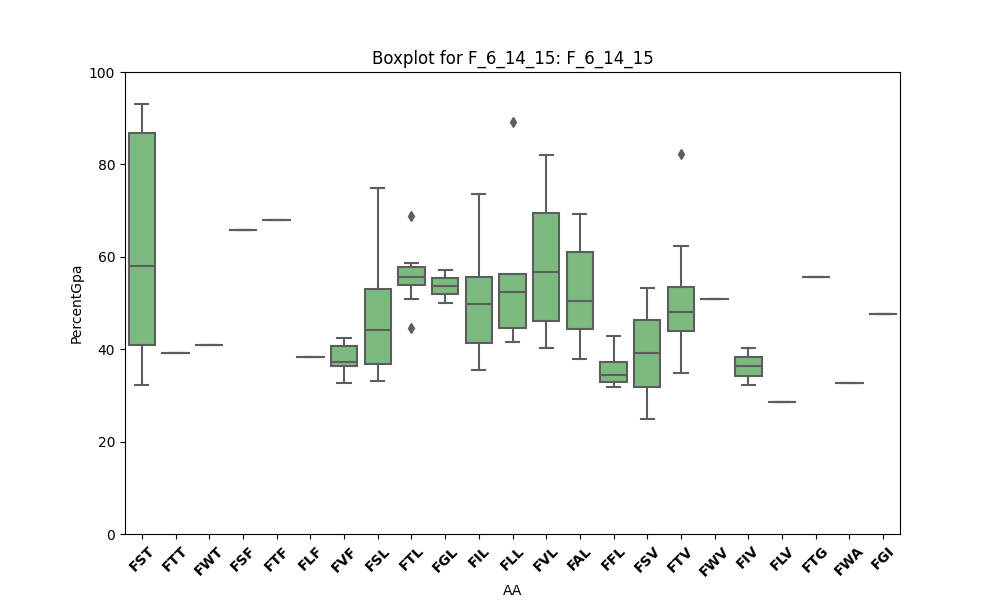 Boxplot for F_6_14_15: F_6_14_15
100
80
60
40
20
0
PercentGpa
FST FTT FWT FSF FTF FLF FVF FSL FTL FGL FIL FLL FVL FAL FFL FSV FTV FWV FIV FLV FTG FWA FGI
AA